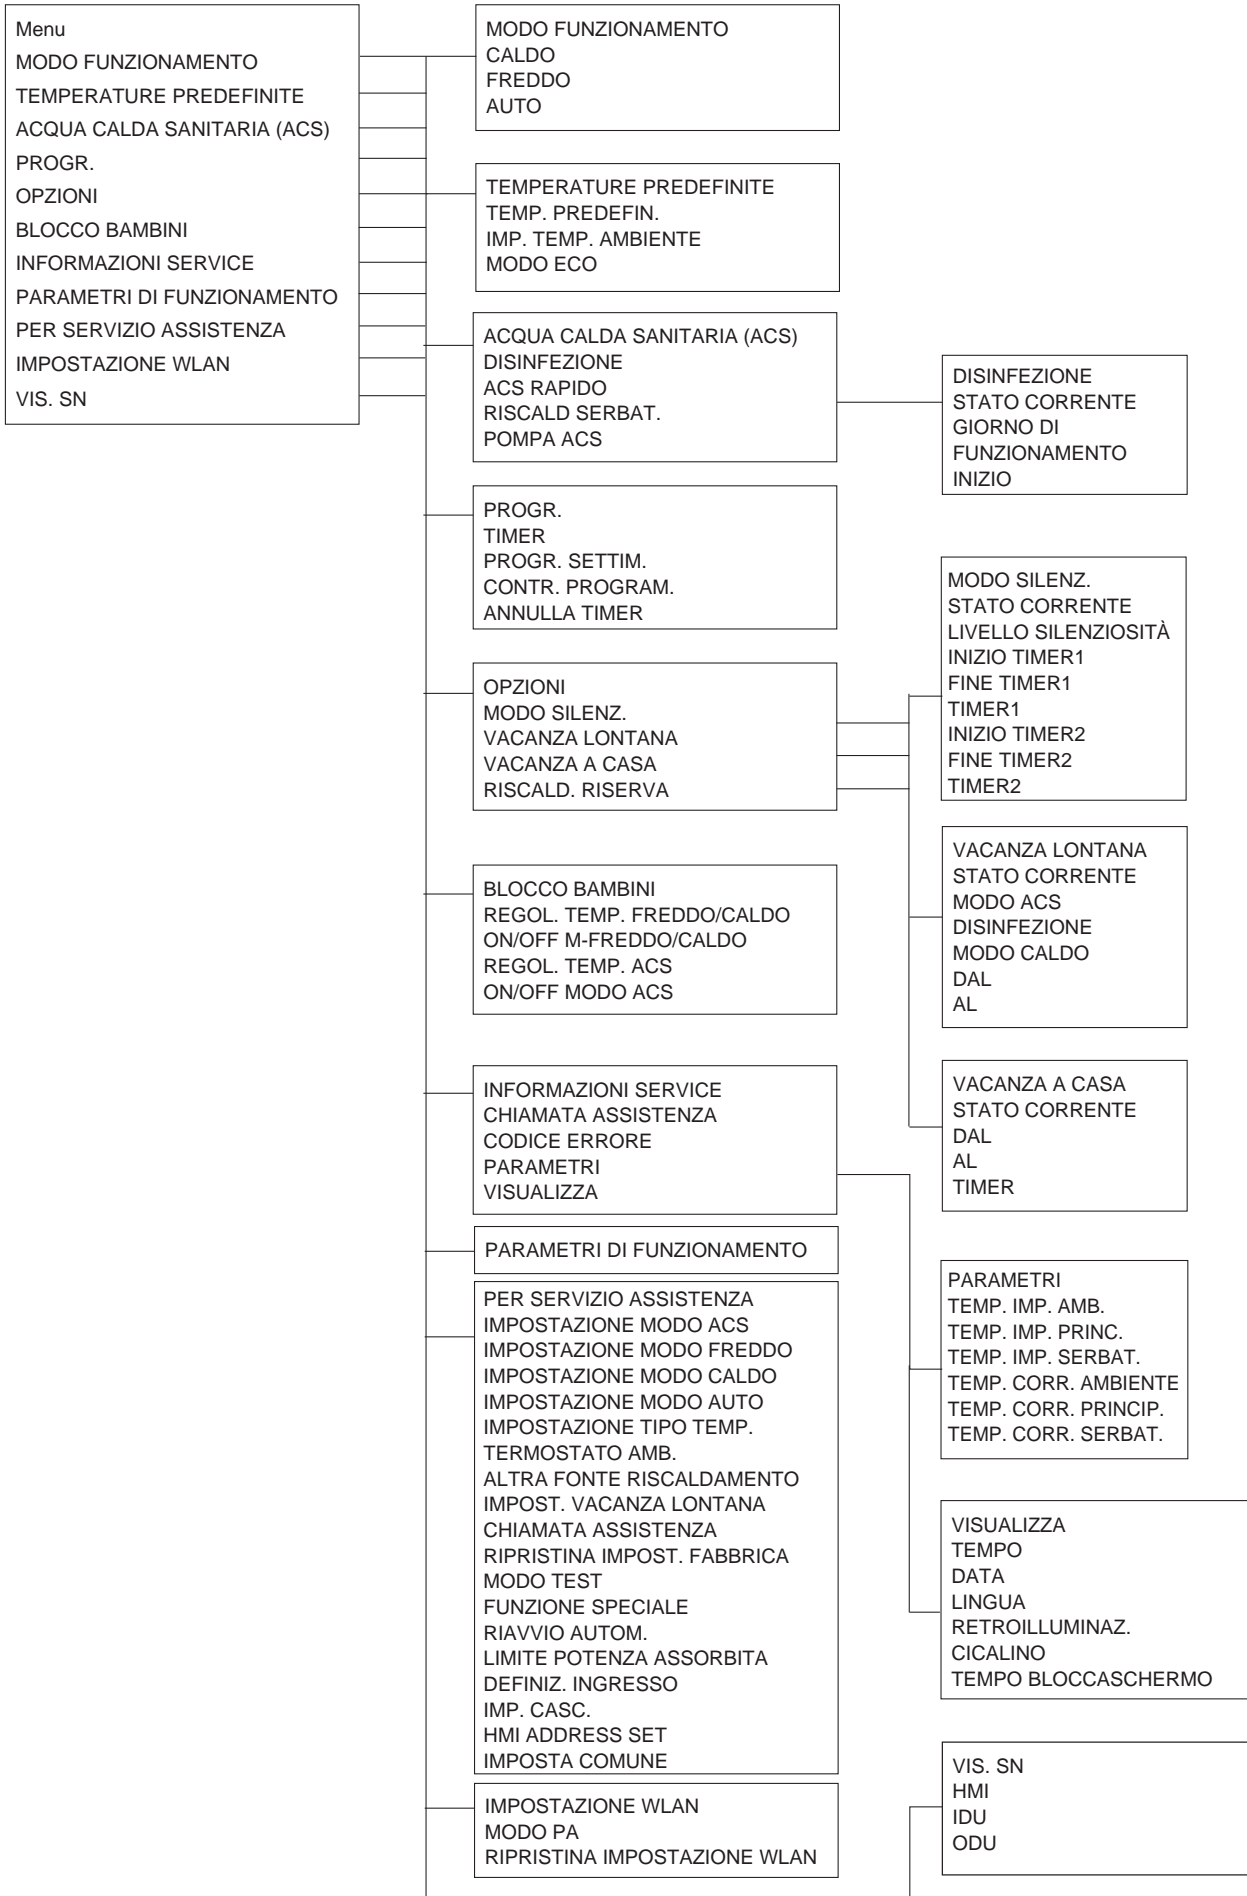 Menu
MODO FUNZIONAMENTO
TEMPERATURE PREDEFINITE
ACQUA CALDA SANITARIA (ACS)
PROGR.
OPZIONI
BLOCCO BAMBINI
INFORMAZIONI SERVICE
PARAMETRI DI FUNZIONAMENTO
PER SERVIZIO ASSISTENZA
IMPOSTAZIONE WLAN
VIS. SN
MODO FUNZIONAMENTO
CALDO
FREDDO
AUTO
TEMPERATURE PREDEFINITE
TEMP. PREDEFIN.
IMP. TEMP. AMBIENTE
MODO ECO
ACQUA CALDA SANITARIA (ACS)
DISINFEZIONE
ACS RAPIDO
RISCALD SERBAT.
POMPA ACS
PROGR.
TIMER
PROGR. SETTIM.
CONTR. PROGRAM.
ANNULLA TIMER
OPZIONI
MODO SILENZ.
VACANZA LONTANA
VACANZA A CASA
RISCALD. RISERVA
BLOCCO BAMBINI
REGOL. TEMP. FREDDO/CALDO
ON/OFF M-FREDDO/CALDO
REGOL. TEMP. ACS
ON/OFF MODO ACS
INFORMAZIONI SERVICE
CHIAMATA ASSISTENZA
CODICE ERRORE
PARAMETRI
VISUALIZZA
PARAMETRI DI FUNZIONAMENTO
PER SERVIZIO ASSISTENZA
IMPOSTAZIONE MODO ACS
IMPOSTAZIONE MODO FREDDO
IMPOSTAZIONE MODO CALDO
IMPOSTAZIONE MODO AUTO
IMPOSTAZIONE TIPO TEMP.
TERMOSTATO AMB.
ALTRA FONTE RISCALDAMENTO
IMPOST. VACANZA LONTANA
CHIAMATA ASSISTENZA
RIPRISTINA IMPOST. FABBRICA
MODO TEST
FUNZIONE SPECIALE
RIAVVIO AUTOM.
LIMITE POTENZA ASSORBITA
DEFINIZ. INGRESSO
IMP. CASC.
HMI ADDRESS SET
IMPOSTA COMUNE
IMPOSTAZIONE WLAN
MODO PA
RIPRISTINA IMPOSTAZIONE WLAN
DISINFEZIONE
STATO CORRENTE
GIORNO DI
FUNZIONAMENTO
INIZIO
MODO SILENZ.
STATO CORRENTE
LIVELLO SILENZIOSITÀ
INIZIO TIMER1
FINE TIMER1
TIMER1
INIZIO TIMER2
FINE TIMER2
TIMER2
VACANZA LONTANA
STATO CORRENTE
MODO ACS
DISINFEZIONE
MODO CALDO
DAL
AL
VACANZA A CASA
STATO CORRENTE
DAL
AL
TIMER
PARAMETRI
TEMP. IMP. AMB.
TEMP. IMP. PRINC.
TEMP. IMP. SERBAT.
TEMP. CORR. AMBIENTE
TEMP. CORR. PRINCIP.
TEMP. CORR. SERBAT.
VISUALIZZA
TEMPO
DATA
LINGUA
RETROILLUMINAZ.
CICALINO
TEMPO BLOCCASCHERMO
VIS. SN
HMI
IDU
ODU